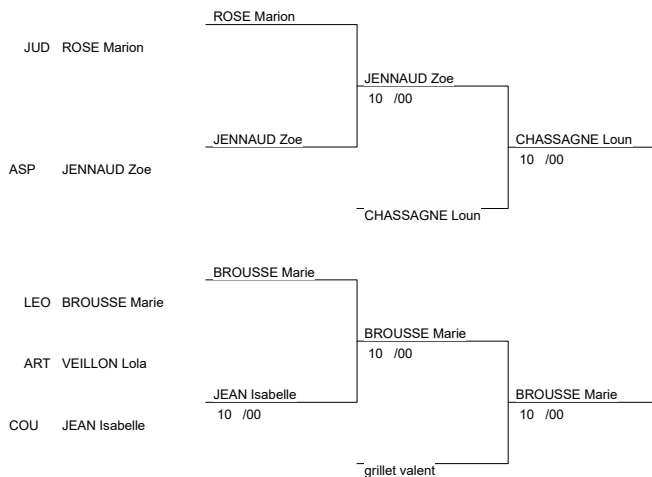 ROSE Marion
JUD ROSE Marion
JENNAUD Zoe
10 /00
JENNAUD Zoe
CHASSAGNE Loun
10 /00
ASP JENNAUD Zoe
CHASSAGNE Loun
BROUSSE Marie
LEO BROUSSE Marie
BROUSSE Marie
10 /00
ART VEILLON Lola
JEAN Isabelle
10 /00
BROUSSE Marie
10 /00
COU JEAN Isabelle
grillet valent